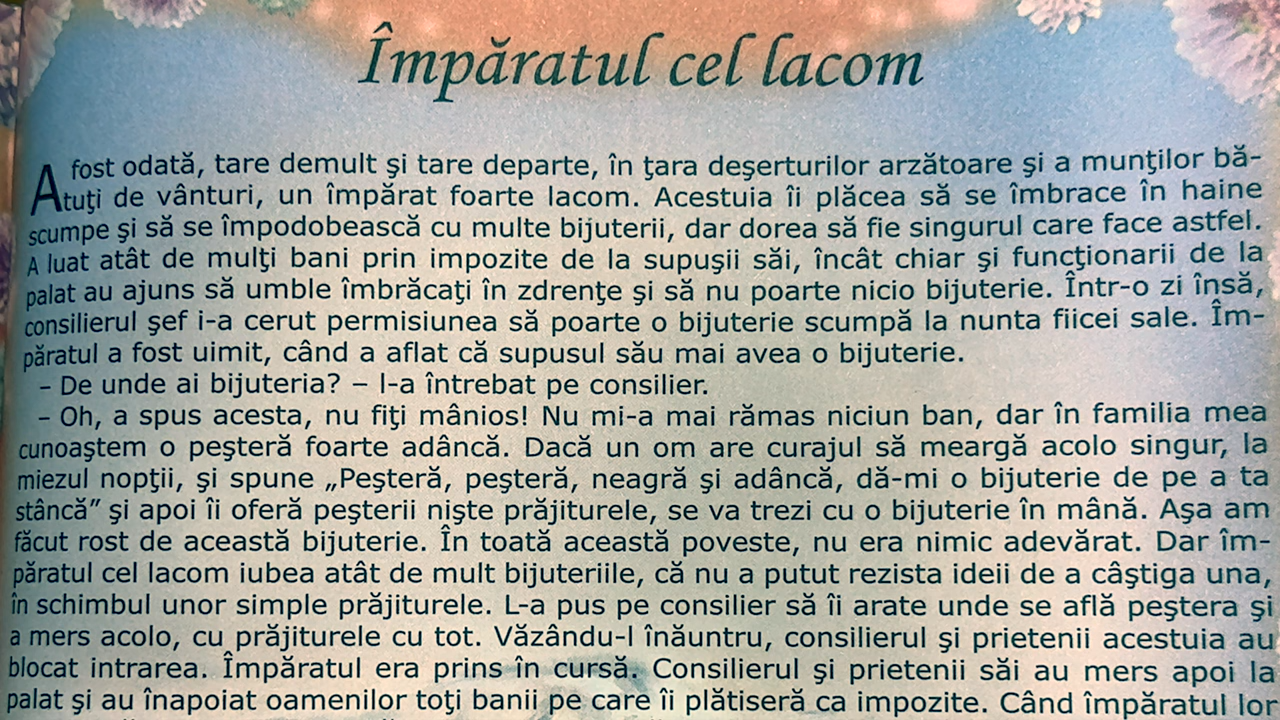 Împăratul cel lacom
A fost odată, tare demult şi tare departe, în ţara deşerturilor arzătoare şi a munţilor bă-
tuţi de vânturi, un împărat foarte lacom. Acestuia îi plăcea să se îmbrace în haine
scumpe şi să se împodobească cu multe bijuterii, dar dorea să fie singurul care face astfel.
A luat atât de mulţi bani prin impozite de la supuşii săi, încât chiar şi funcţionarii de la
palat au ajuns să umble îmbrăcaţi în zdrenţe şi să nu poarte nicio bijuterie. Într-o zi însă,
consilierul şef i-a cerut permisiunea să poarte o bijuterie scumpă la nunta fiicei sale. Îm-
păratul a fost uimit, când a aflat că supusul său mai avea o bijuterie.
– De unde ai bijuteria? – l-a întrebat pe consilier.
– Oh, a spus acesta, nu fiţi mânios! Nu mi-a mai rămas niciun ban, dar în familia mea
cunoaştem o peşteră foarte adâncă. Dacă un om are curajul să meargă acolo singur, la
miezul nopţii, şi spune „Peşteră, peşteră, neagră şi adâncă, dă-mi o bijuterie de pe a ta
stâncă” şi apoi îi oferă peşterii nişte prăjiturele, se va trezi cu o bijuterie în mână. Aşa am
făcut rost de această bijuterie. În toată această poveste, nu era nimic adevărat. Dar îm-
păratul cel lacom iubea atât de mult bijuteriile, că nu a putut rezista ideii de a câştiga una,
în schimbul unor simple prăjiturele. L-a pus pe consilier să îi arate unde se află peştera şi
a mers acolo, cu prăjiturele cu tot. Văzându-l înăuntru, consilierul şi prietenii acestuia au
blocat intrarea. Împăratul era prins în cursă. Consilierul şi prietenii săi au mers apoi la
palat şi au înapoiat oamenilor toţi banii pe care îi plătiseră ca impozite. Când împăratul lor